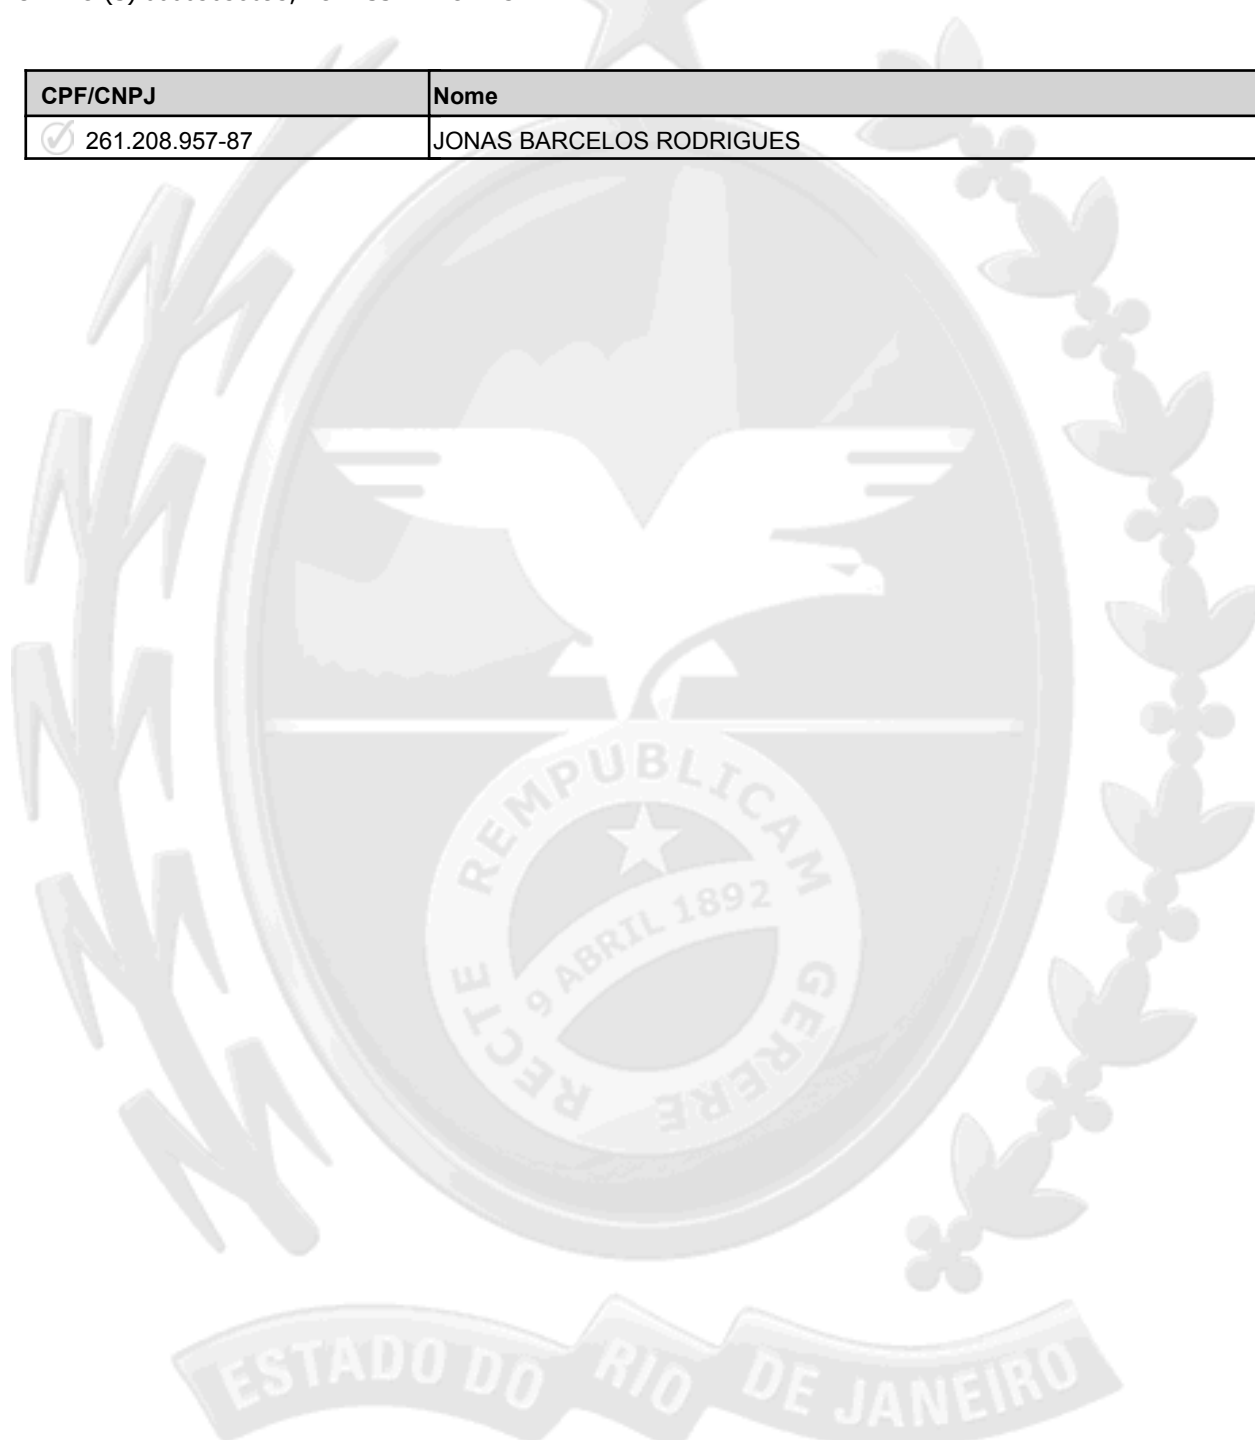 CPF/CNPJ Nome
261.208.957-87 JONAS BARCELOS RODRIGUES
REMPUBLICAM
9 ABRIL 1892
RECTE GERERE
ESTADO DO RIO DE JANEIRO